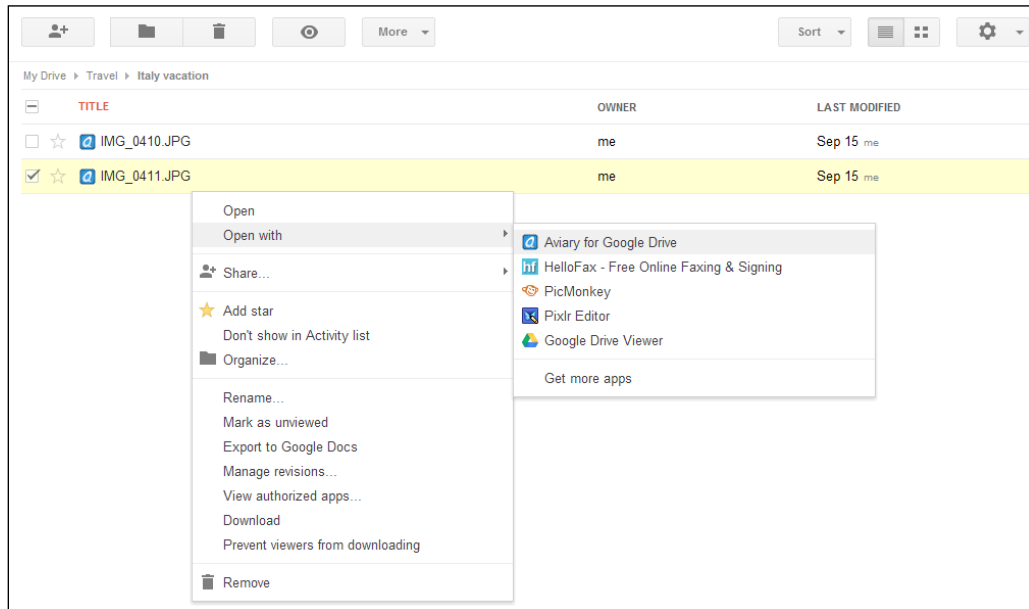 More Sort
My Drive Travel Italy vacation
TITLE OWNER LAST MODIFIED
IMG_0410.JPG me Sep 15 me
IMG_0411.JPG me Sep 15 me
Open
Open with
Share...
Add star
Don't show in Activity list
Organize...
Rename...
Mark as unviewed
Export to Google Docs
Manage revisions...
View authorized apps...
Download
Prevent viewers from downloading
Remove
Aviary for Google Drive
hf HelloFax - Free Online Faxing & Signing
PicMonkey
Pixlr Editor
Google Drive Viewer
Get more apps